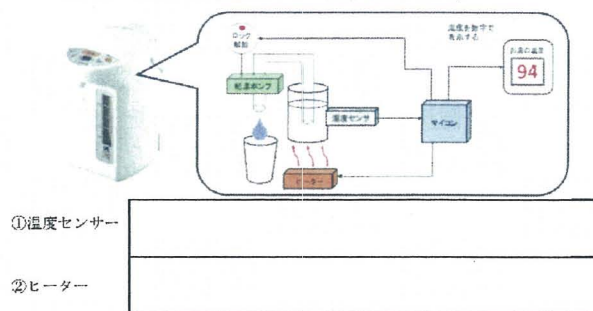 ロック
解除
温度を数字で
表示する
お湯の温度
94
給湯ポンプ
温度センサ
マイコン
ヒーター
①温度センサー
②ヒーター